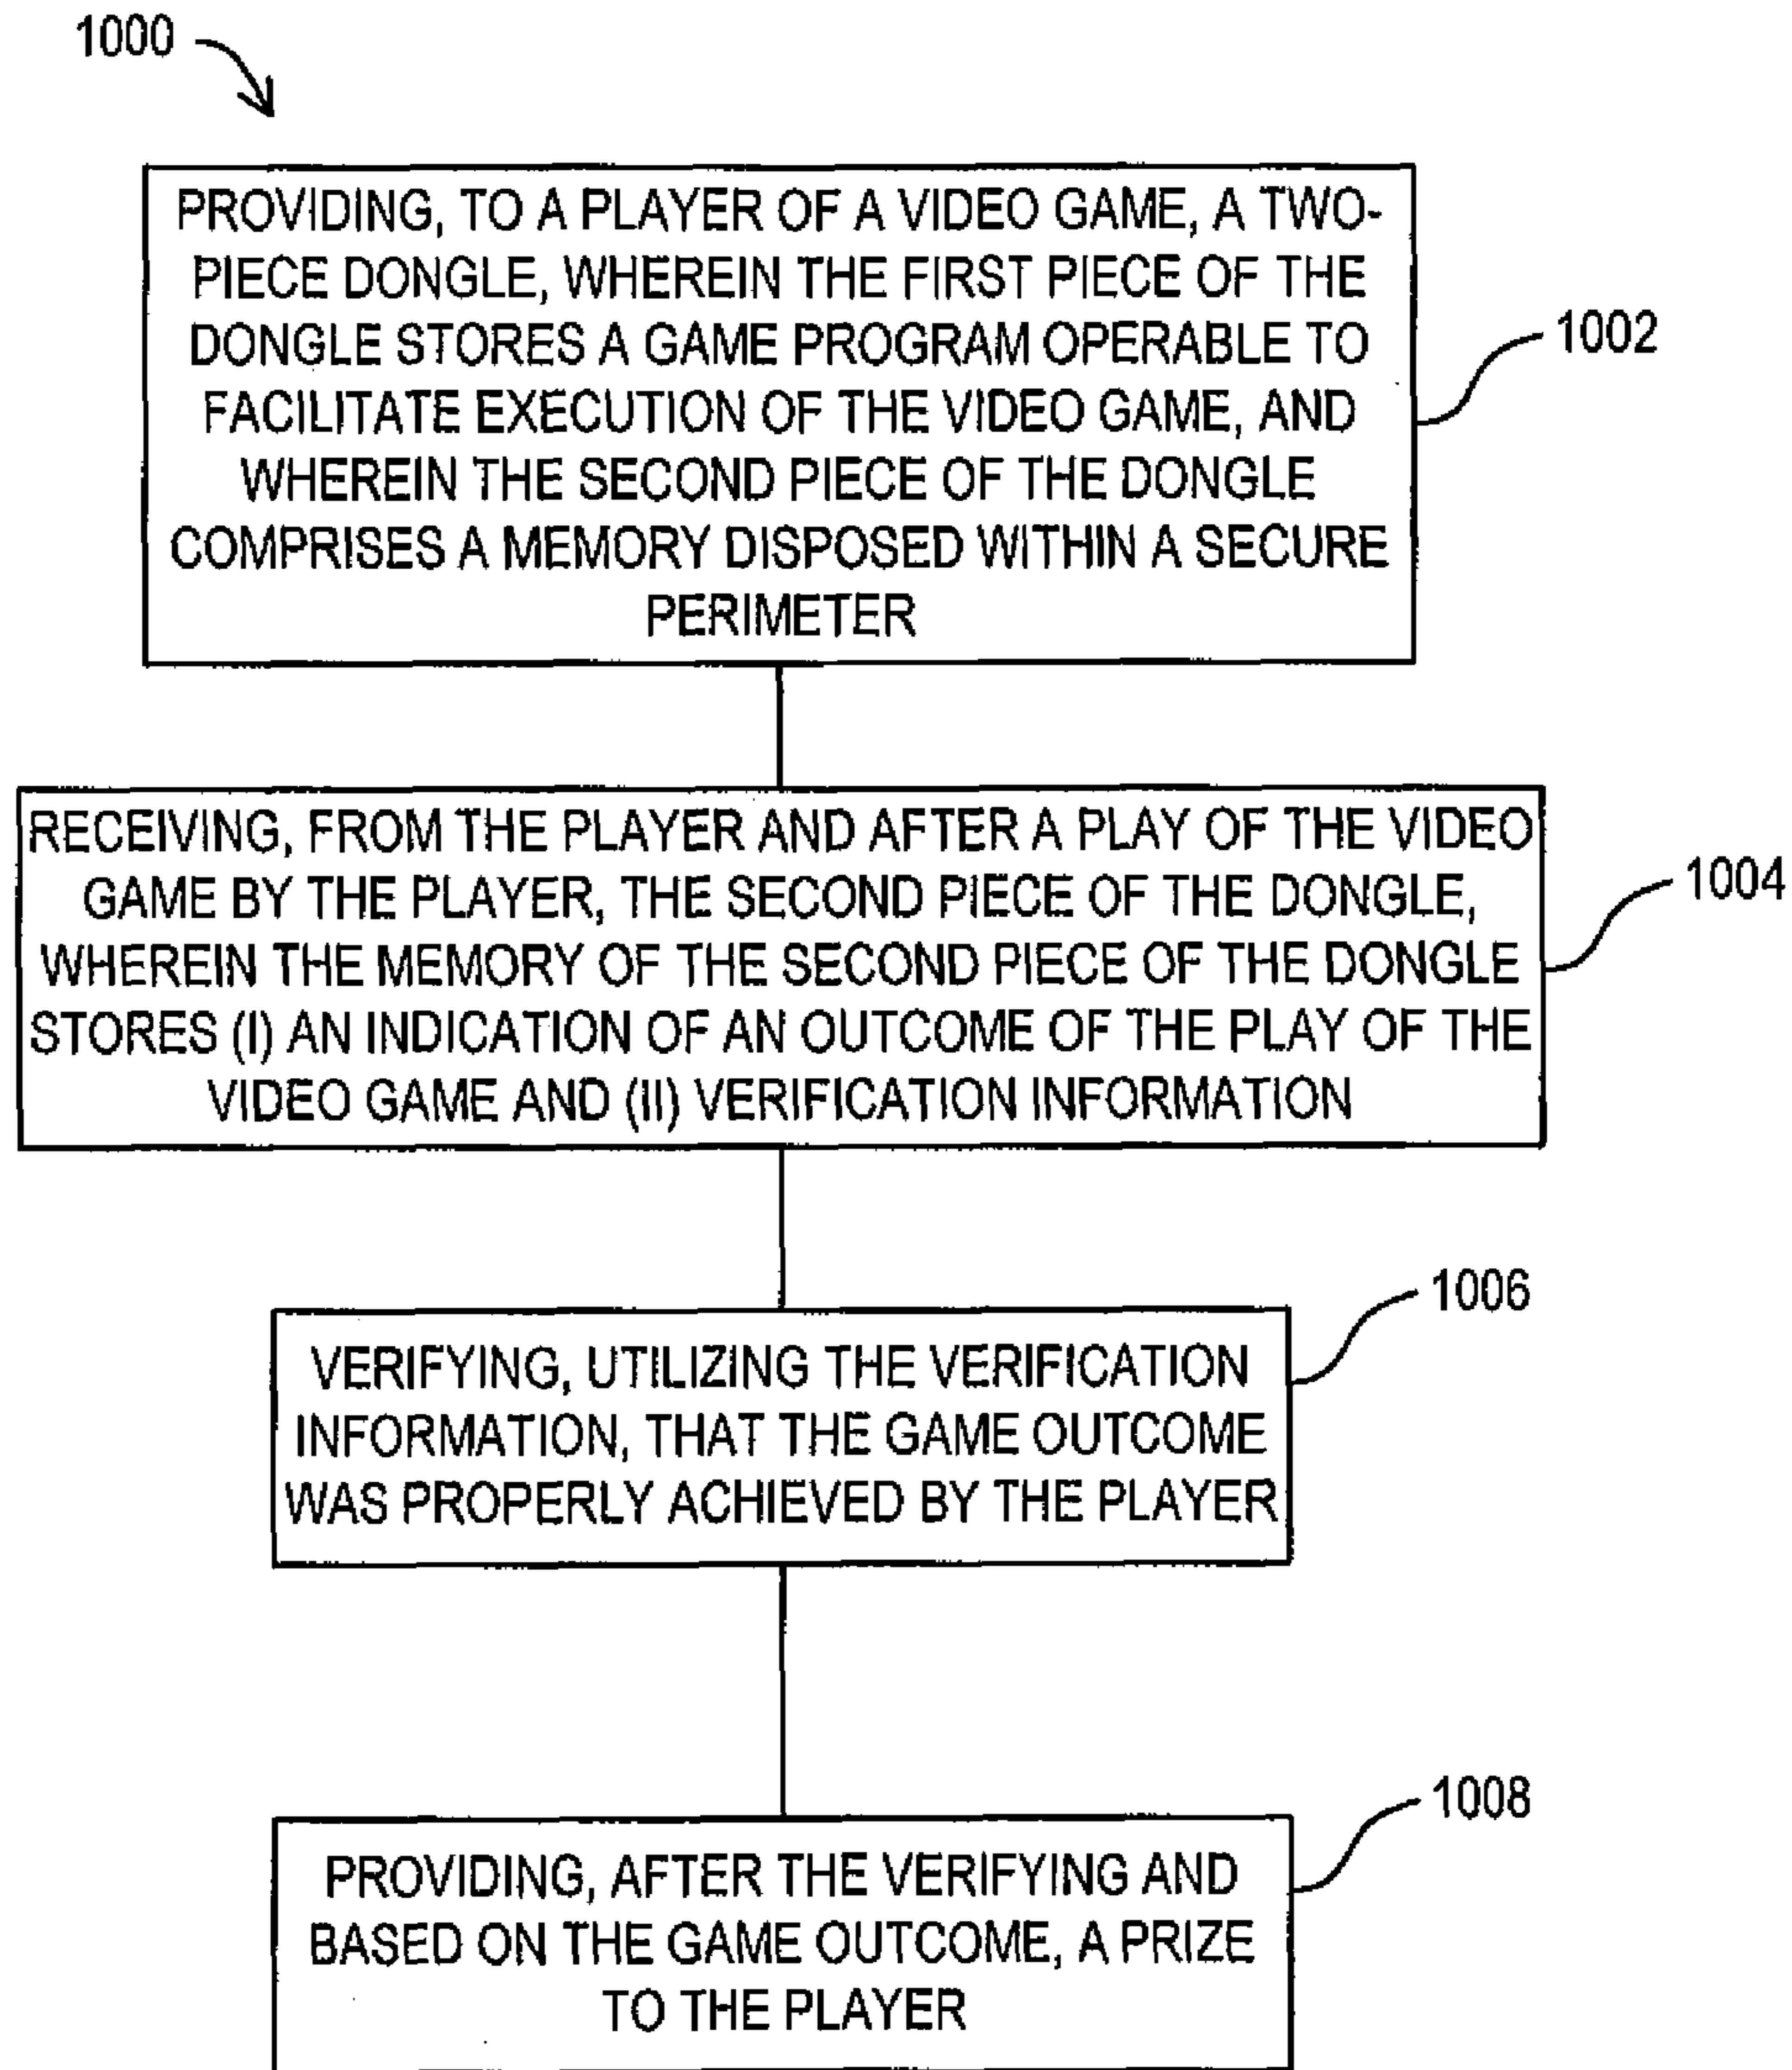 1000
PROVIDING, TO A PLAYER OF A VIDEO GAME, A TWO-
PIECE DONGLE, WHEREIN THE FIRST PIECE OF THE
DONGLE STORES A GAME PROGRAM OPERABLE TO
FACILITATE EXECUTION OF THE VIDEO GAME, AND
WHEREIN THE SECOND PIECE OF THE DONGLE
COMPRISES A MEMORY DISPOSED WITHIN A SECURE
PERIMETER
1002
RECEIVING, FROM THE PLAYER AND AFTER A PLAY OF THE VIDEO
GAME BY THE PLAYER, THE SECOND PIECE OF THE DONGLE,
WHEREIN THE MEMORY OF THE SECOND PIECE OF THE DONGLE
STORES (I) AN INDICATION OF AN OUTCOME OF THE PLAY OF THE
VIDEO GAME AND (II) VERIFICATION INFORMATION
1004
VERIFYING, UTILIZING THE VERIFICATION
INFORMATION, THAT THE GAME OUTCOME
WAS PROPERLY ACHIEVED BY THE PLAYER
1006
PROVIDING, AFTER THE VERIFYING AND
BASED ON THE GAME OUTCOME, A PRIZE
TO THE PLAYER
1008